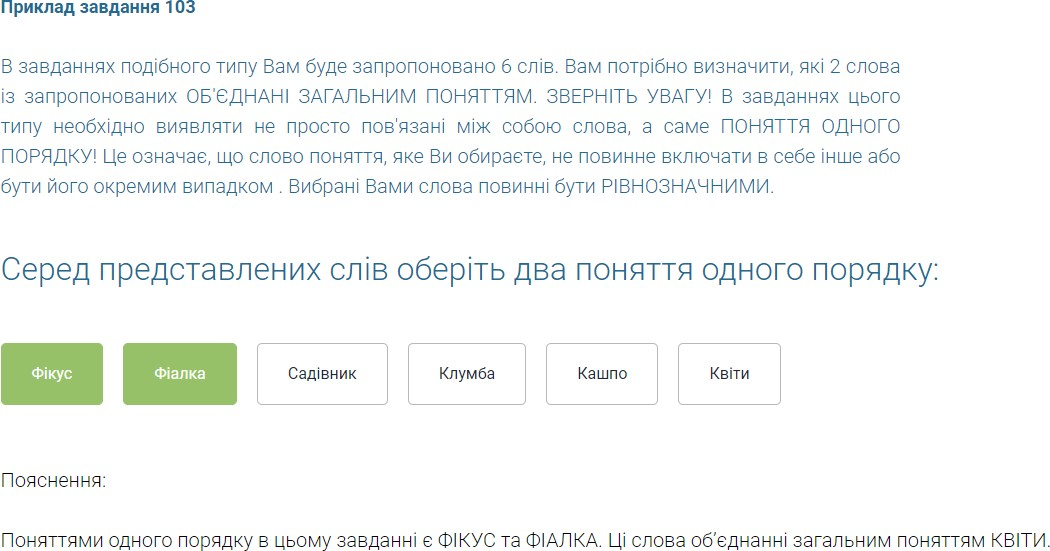 Приклад завдання 103
В завданнях подібного типу Вам буде запропоновано 6 слів. Вам потрібно визначити, які 2 слова
із запропонованих ОБ'ЄДНАНІ ЗАГАЛЬНИМ ПОНЯТТЯМ. ЗВЕРНІТЬ УВАГУ! В завданнях цього
типу необхідно виявляти не просто пов'язані між собою слова, а саме ПОНЯТТЯ ОДНОГО
ПОРЯДКУ! Це означає, що слово поняття, яке Ви обираєте, не повинне включати в себе інше або
бути його окремим випадком . Вибрані Вами слова повинні бути РІВНОЗНАЧНИМИ.
Серед представлених слів оберіть два поняття одного порядку:
Фікус Фіалка Садівник Клумба Кашпо Квіти
Пояснення:
Поняттями одного порядку в цьому завданні є ФІКУС та ФІАЛКА. Ці слова об’єднанні загальним поняттям КВІТИ.